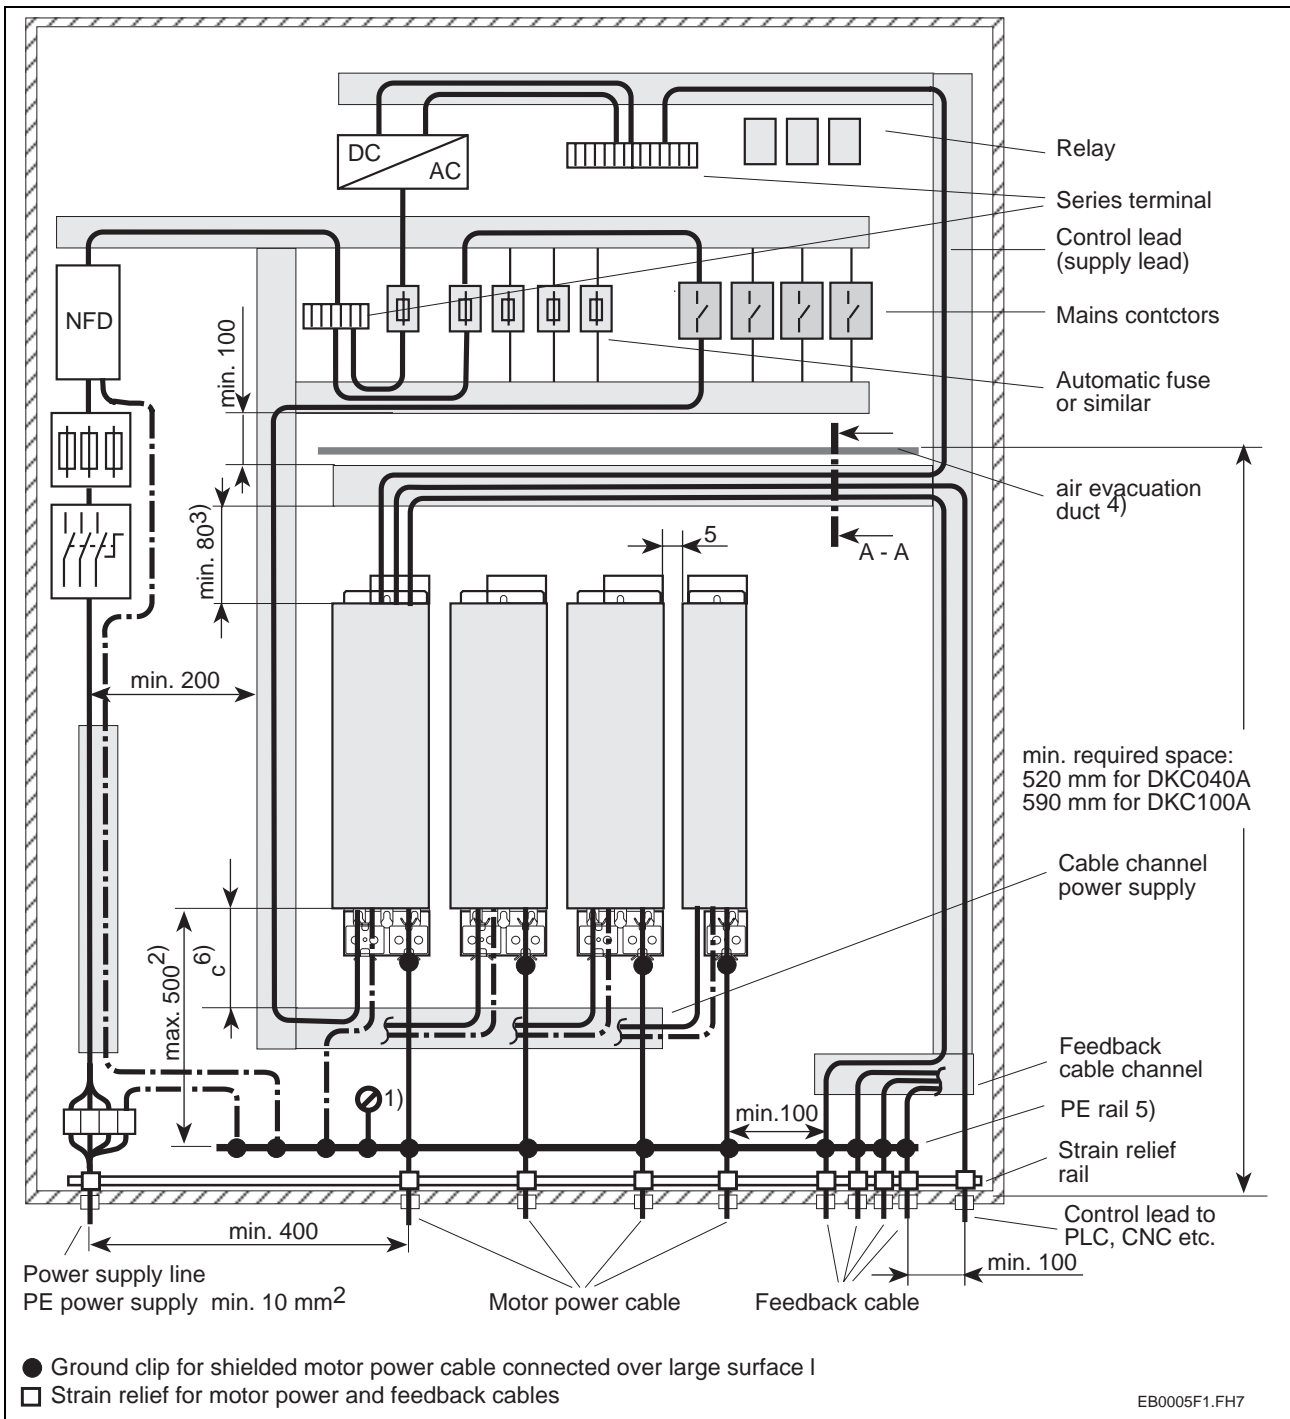 DC
AC
Relay
Series terminal
Control lead
(supply lead)
NFD
Mains contctors
min. 100
Automatic fuse
or similar
air evacuation
duct 4)
min. 80 3)
5
A - A
min. 200
min. required space:
520 mm for DKC040A
590 mm for DKC100A
Cable channel
power supply
max. 500 2)
c 6)
Feedback
cable channel
1)
min.100
PE rail 5)
Strain relief
rail
Control lead to
PLC, CNC etc.
min. 400
min. 100
Power supply line
PE power supply min. 10 mm2
Motor power cable
Feedback cable
Ground clip for shielded motor power cable connected over large surface l
Strain relief for motor power and feedback cables
EB0005F1.FH7